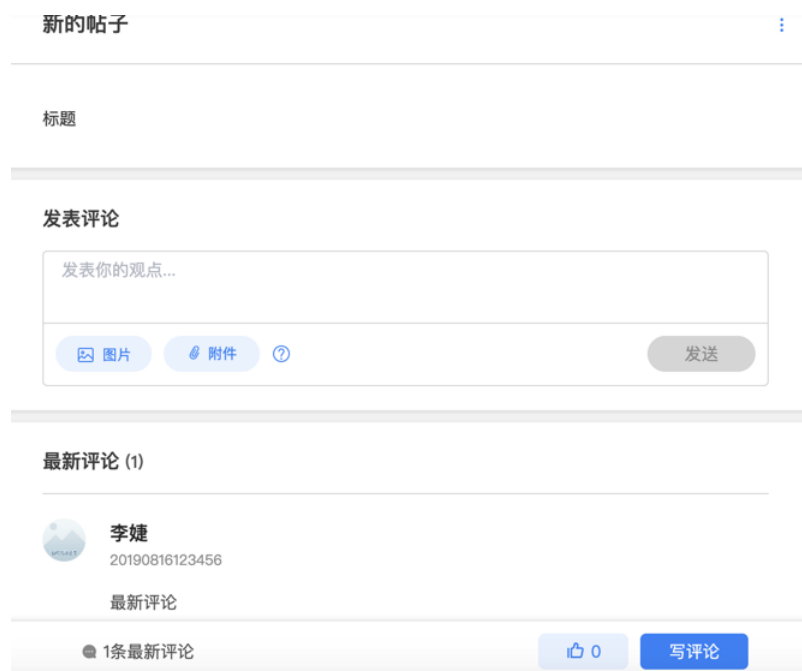 新的帖子
标题
发表评论
发表你的观点...
图片 附件
发送
最新评论 (1)
李婕
20190816123456
最新评论
1条最新评论
0
写评论